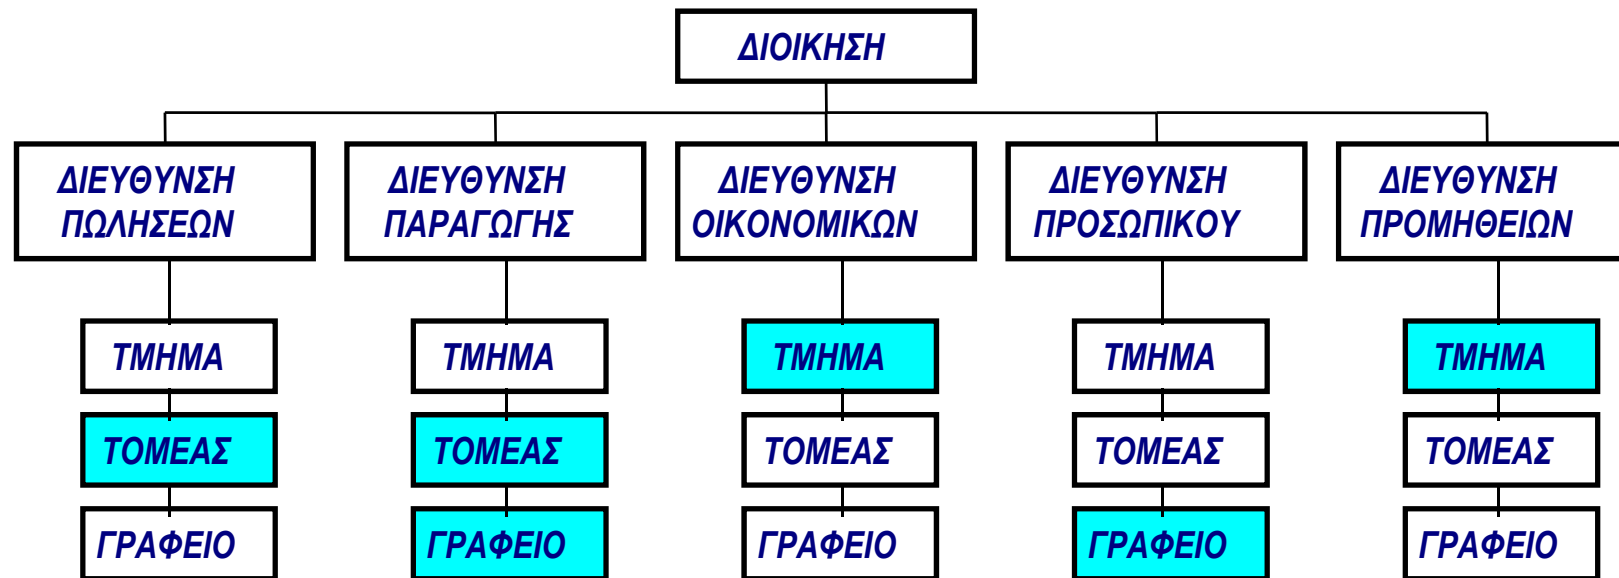 ΔΙΟΙΚΗΣΗ
ΔΙΕΥΘΥΝΣΗ
ΠΩΛΗΣΕΩΝ
ΔΙΕΥΘΥΝΣΗ
ΠΑΡΑΓΩΓΗΣ
ΔΙΕΥΘΥΝΣΗ
ΟΙΚΟΝΟΜΙΚΩΝ
ΔΙΕΥΘΥΝΣΗ
ΠΡΟΣΩΠΙΚΟΥ
ΔΙΕΥΘΥΝΣΗ
ΠΡΟΜΗΘΕΙΩΝ
ΤΜΗΜΑ
ΤΜΗΜΑ
ΤΜΗΜΑ
ΤΜΗΜΑ
ΤΜΗΜΑ
ΤΟΜΕΑΣ
ΤΟΜΕΑΣ
ΤΟΜΕΑΣ
ΤΟΜΕΑΣ
ΤΟΜΕΑΣ
ΓΡΑΦΕΙΟ
ΓΡΑΦΕΙΟ
ΓΡΑΦΕΙΟ
ΓΡΑΦΕΙΟ
ΓΡΑΦΕΙΟ